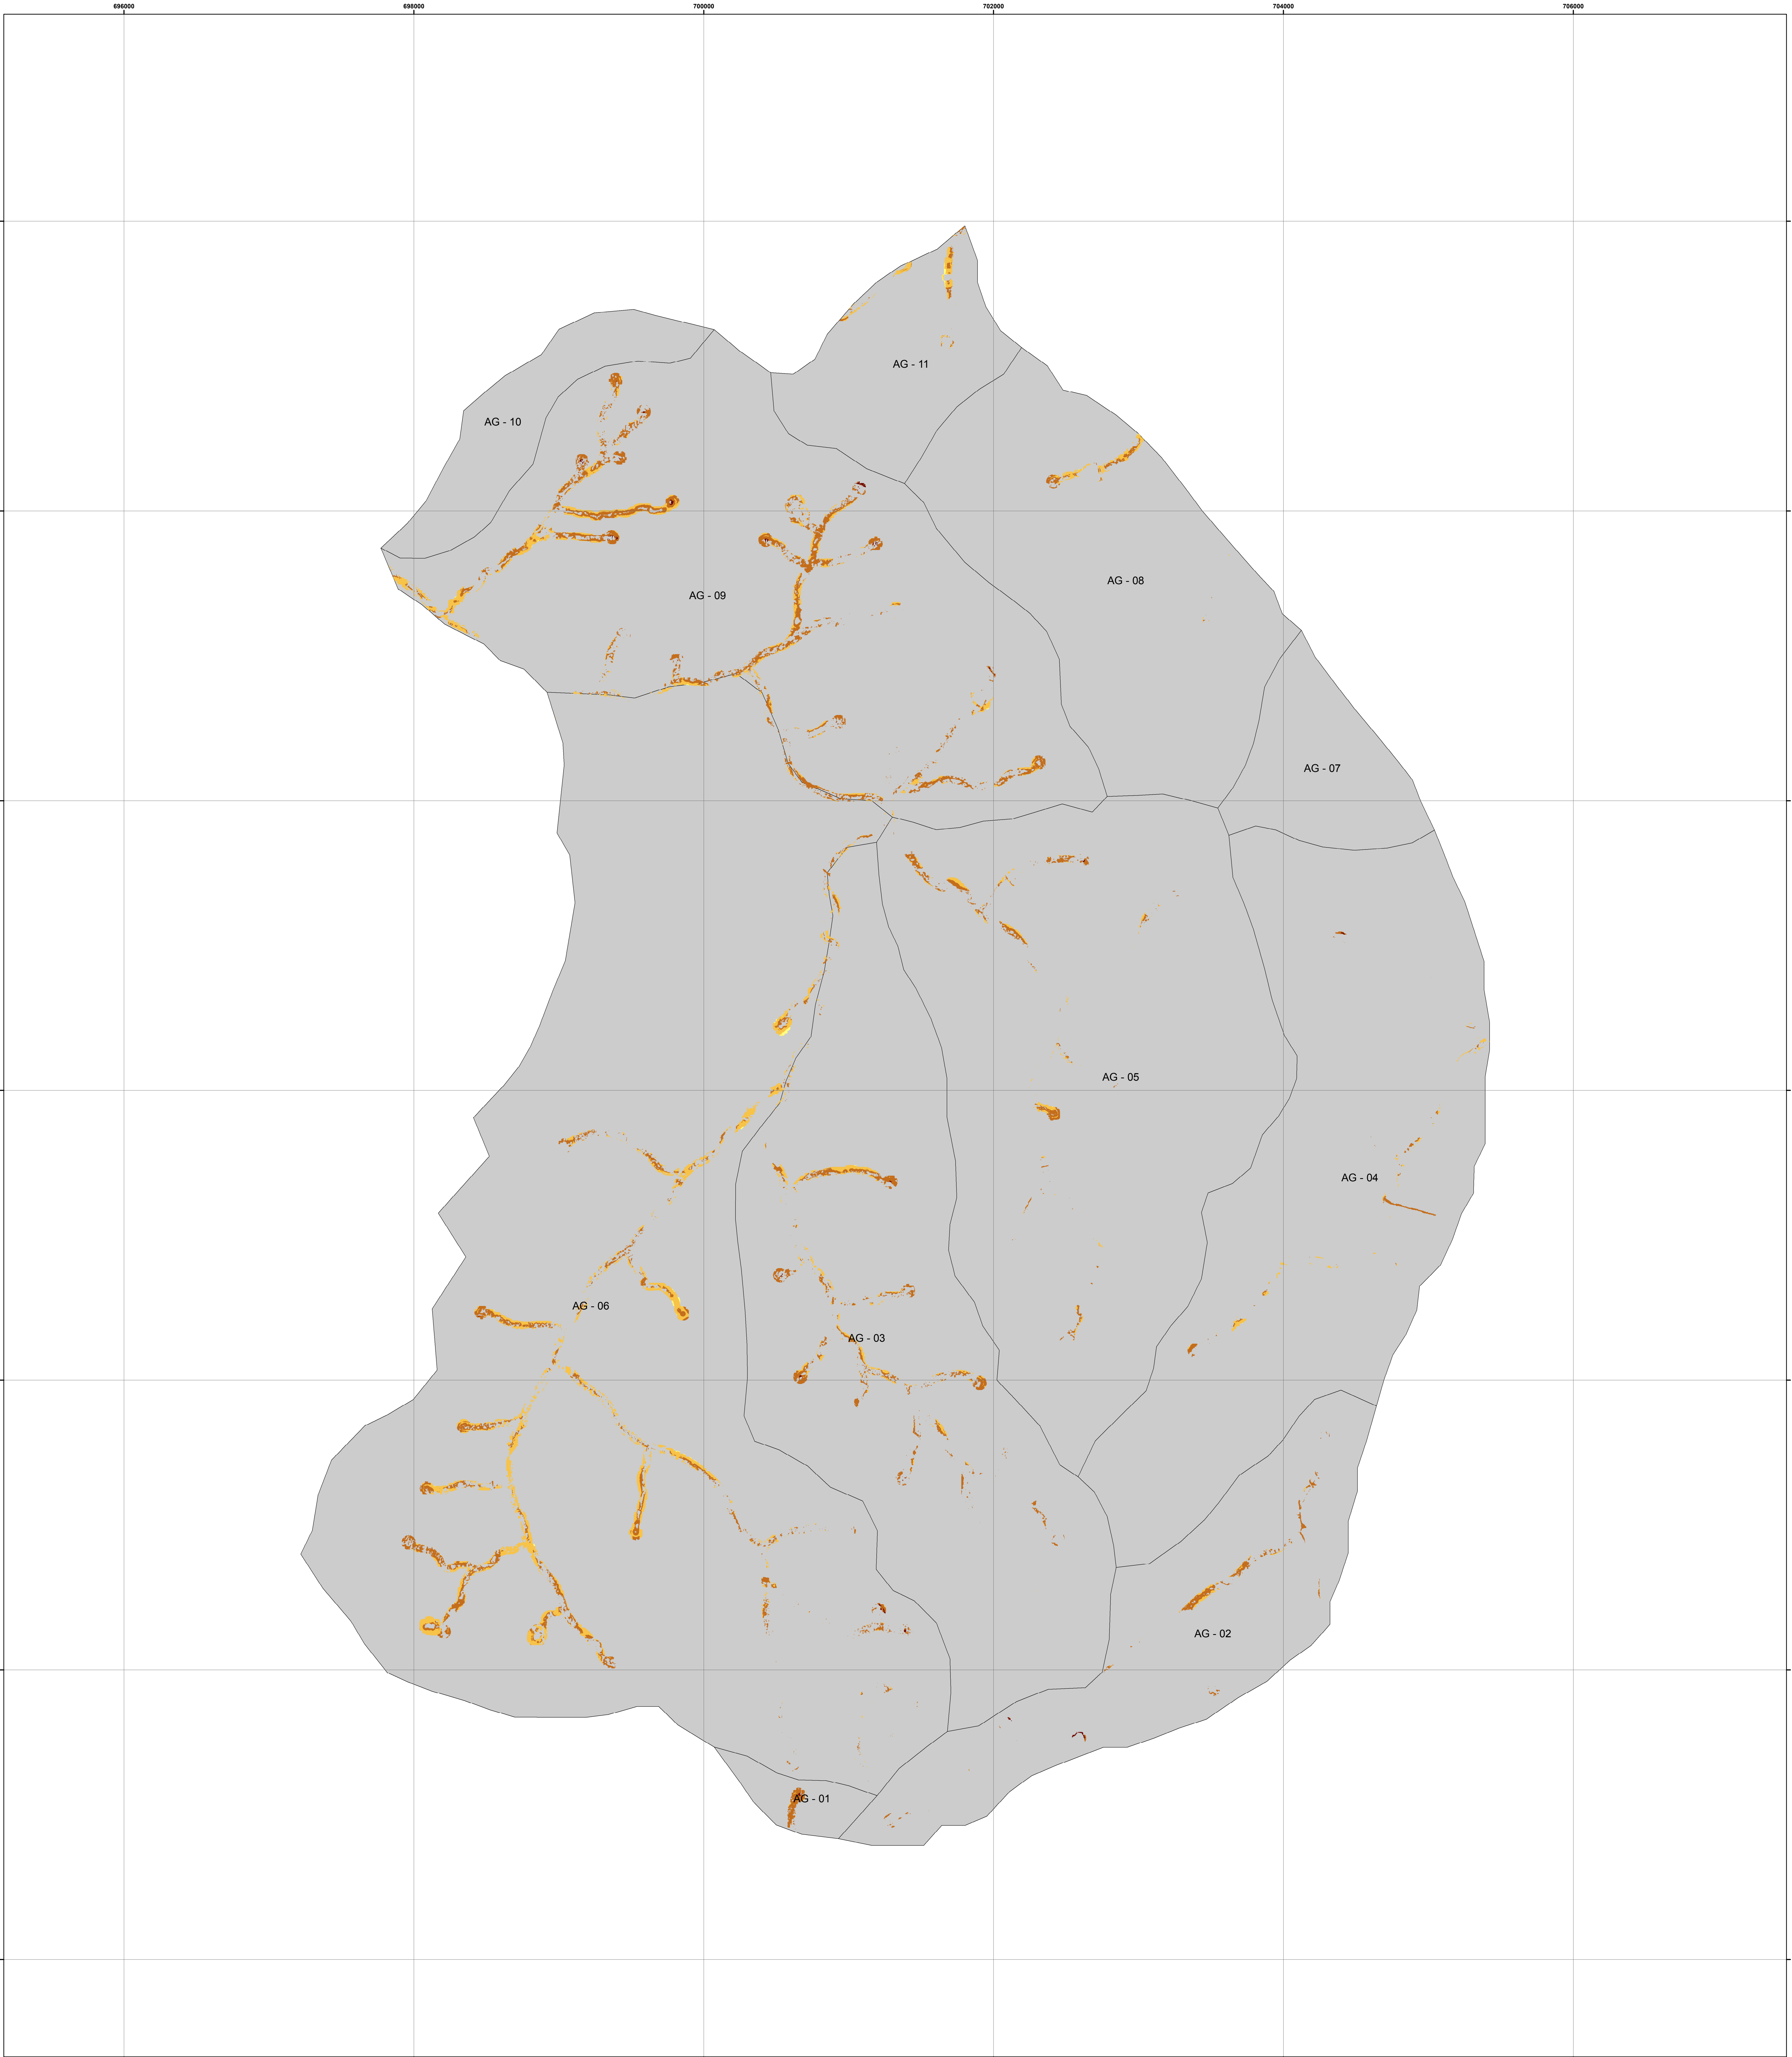 696000 698000 700000 702000 704000 706000
AG - 11
AG - 10
AG - 08
AG - 09
AG - 07
AG - 05
AG - 04
AG - 06
AG - 03
AG - 02
AG - 01